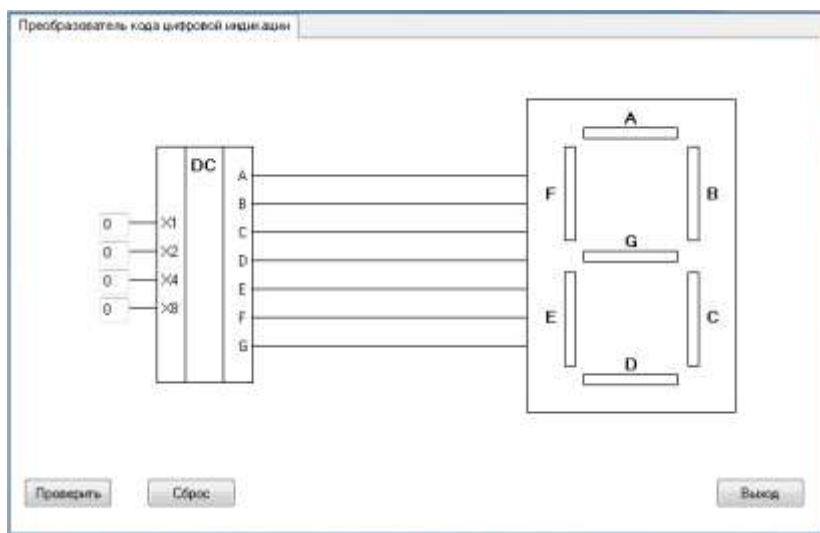 Преобразователь кода цифровой индикации
DC
A
B
C
D
E
F
G
0 X1
0 X2
0 X4
0 X8
A
F B
G
E C
D
Проверить Сброс Выход